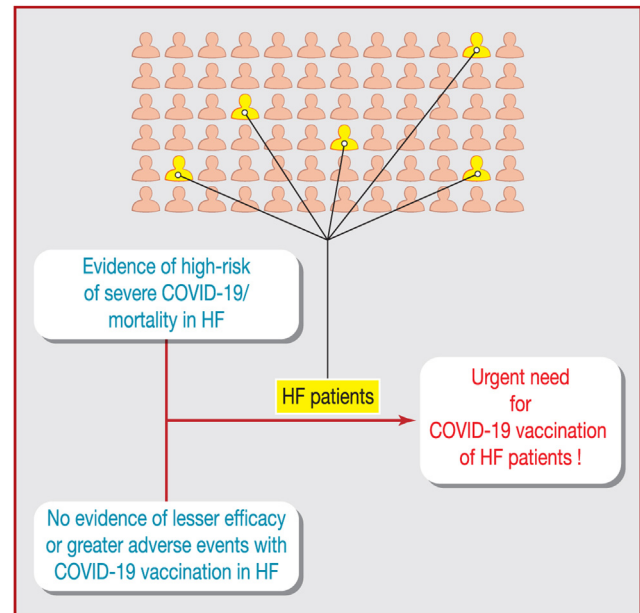 Evidence of high-risk
of severe COVID-19/
mortality in HF
HF patients
Urgent need
for
COVID-19 vaccination
of HF patients !
No evidence of lesser efficacy
or greater adverse events with
COVID-19 vaccination in HF